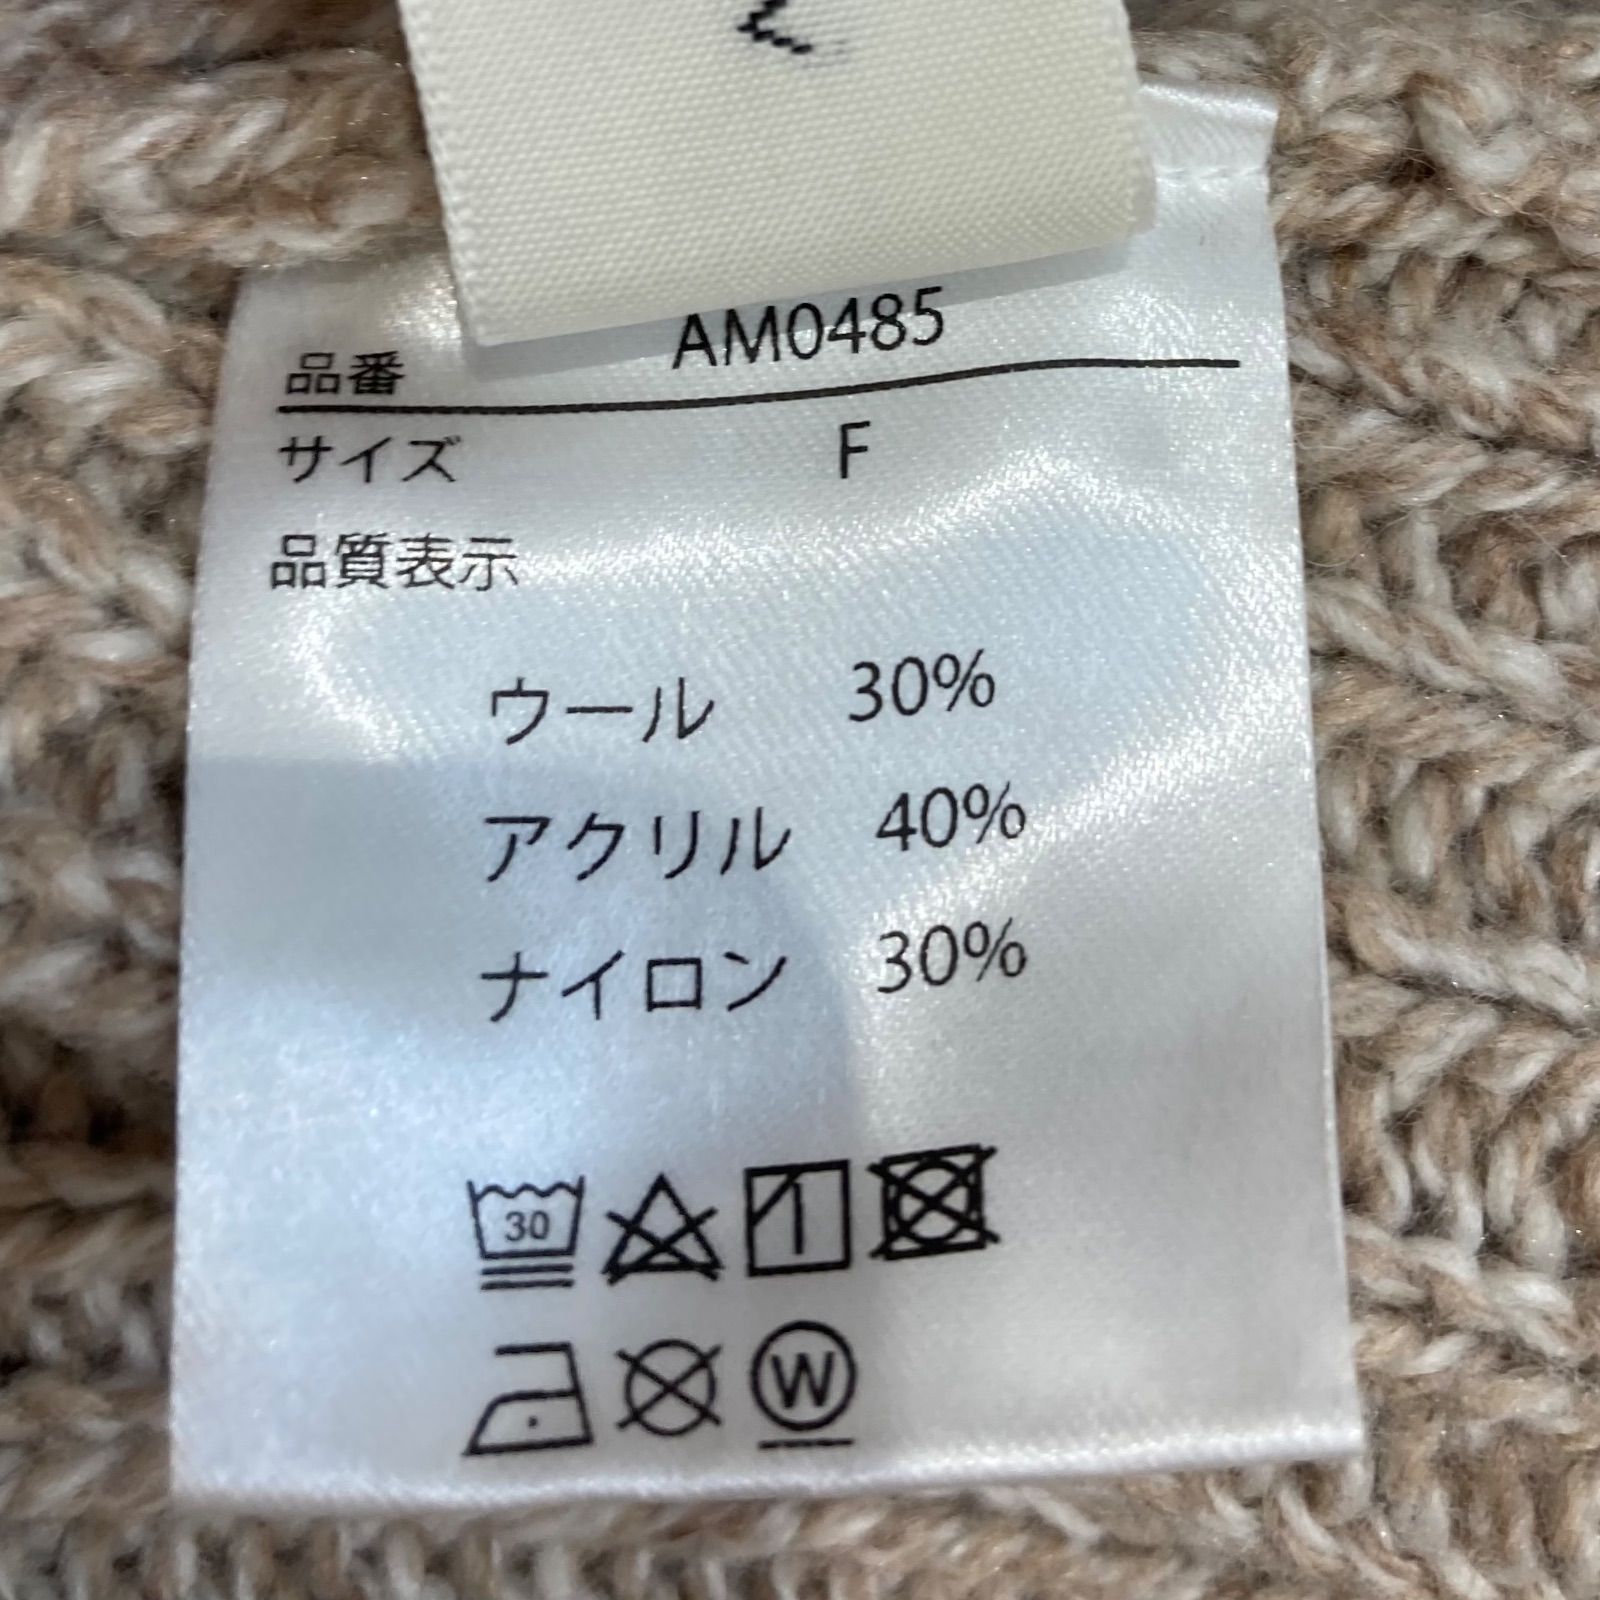 品番 AM0485
サイズ F
品質表示
ウール 30%
アクリル 40%
ナイロン 30%
30
W